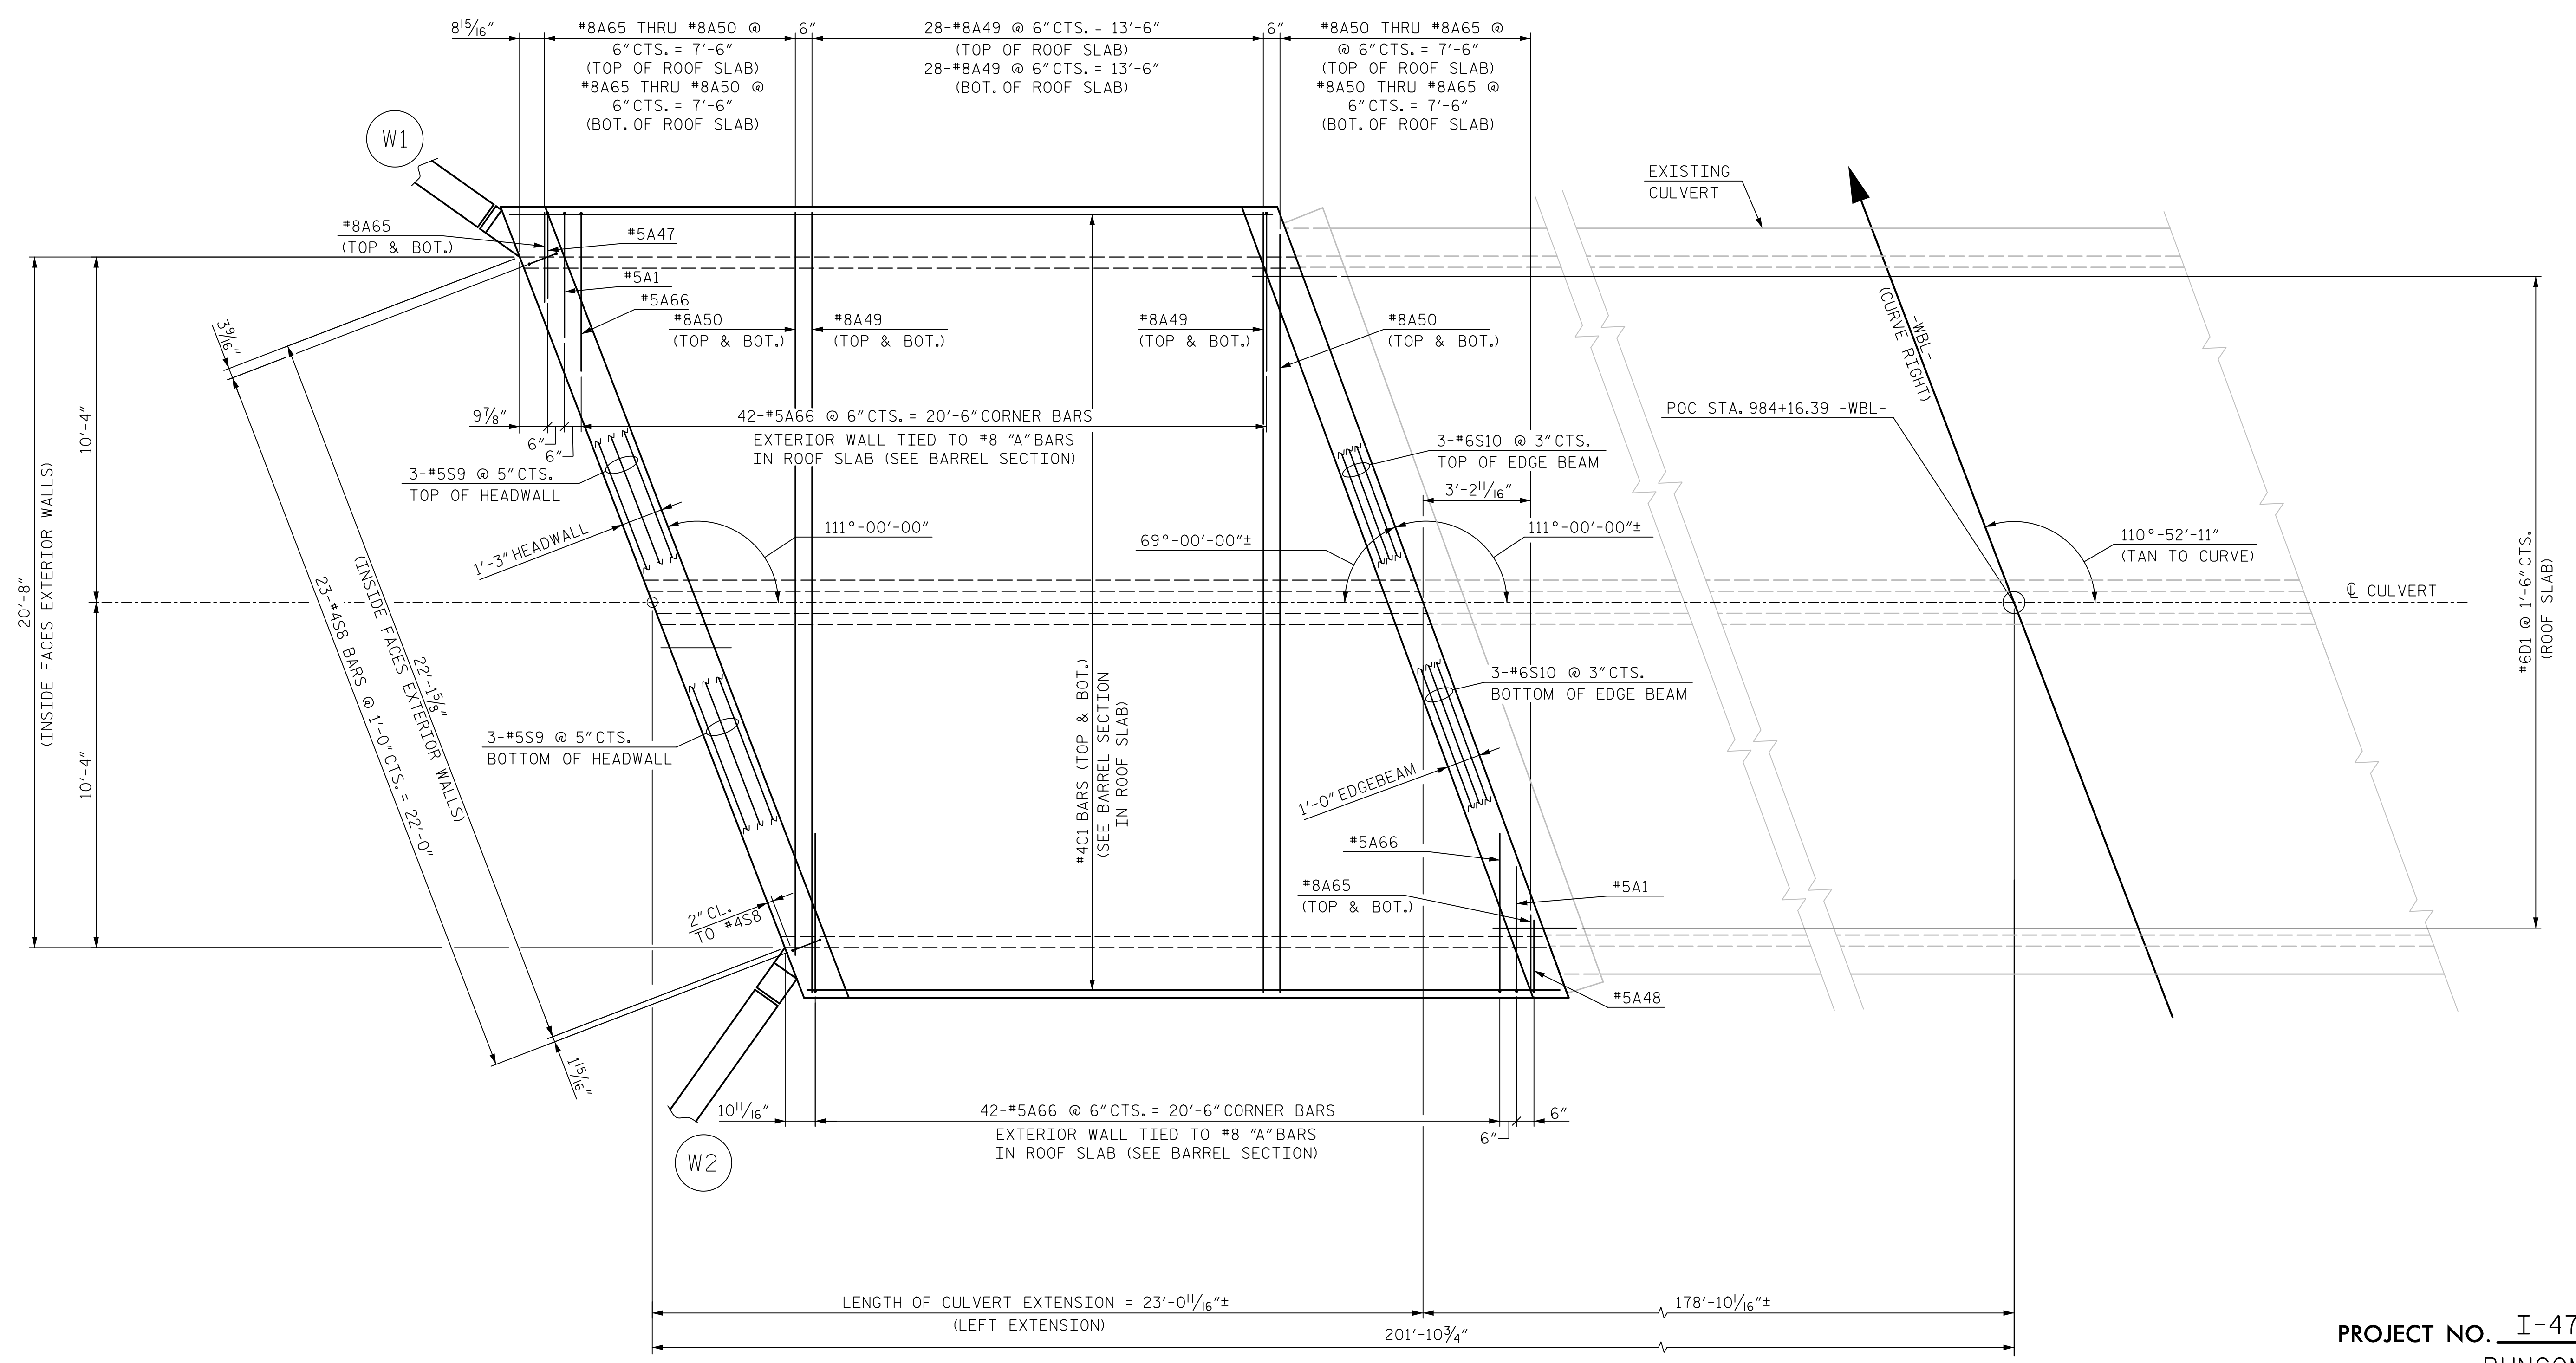 8 15/16″
#8A65 THRU #8A50 @
6″ CTS. = 7′-6″
(TOP OF ROOF SLAB)
#8A65 THRU #8A50 @
6″ CTS. = 7′-6″
(BOT. OF ROOF SLAB)
6″
28-#8A49 @ 6″ CTS. = 13′-6″
(TOP OF ROOF SLAB)
28-#8A49 @ 6″ CTS. = 13′-6″
(BOT. OF ROOF SLAB)
6″
#8A50 THRU #8A65 @
@ 6″ CTS. = 7′-6″
(TOP OF ROOF SLAB)
#8A50 THRU #8A65 @
6″ CTS. = 7′-6″
(BOT. OF ROOF SLAB)
W1
EXISTING
CULVERT
#8A65
(TOP & BOT.)
#5A47
#5A1
#5A66
#8A50
(TOP & BOT.)
#8A49
(TOP & BOT.)
#8A49
(TOP & BOT.)
#8A50
(TOP & BOT.)
-WBL-
(CURVE RIGHT)
3 9/16″
10′-4″
9 7/8″
6″
6″
42-#5A66 @ 6″ CTS. = 20′-6″ CORNER BARS
EXTERIOR WALL TIED TO #8 ″A″ BARS
IN ROOF SLAB (SEE BARREL SECTION)
POC STA. 984+16.39 -WBL-
3-#6S10 @ 3″ CTS.
TOP OF EDGE BEAM
3-#5S9 @ 5″ CTS.
TOP OF HEADWALL
3′-2 11/16″
1′-3″ HEADWALL
111°-00′-00″
69°-00′-00″±
111°-00′-00″±
110°-52′-11″
(TAN TO CURVE)
20′-8″
(INSIDE FACES EXTERIOR WALLS)
℄ CULVERT
#6D1 @ 1′-6″ CTS.
(ROOF SLAB)
22′-1 5/8″
(INSIDE FACES EXTERIOR WALLS)
23-#4S8 BARS @ 1′-0″ CTS. = 22′-0″
10′-4″
#4C1 BARS (TOP & BOT.)
(SEE BARREL SECTION
IN ROOF SLAB)
3-#6S10 @ 3″ CTS.
BOTTOM OF EDGE BEAM
3-#5S9 @ 5″ CTS.
BOTTOM OF HEADWALL
1′-0″ EDGEBEAM
#5A66
#8A65
(TOP & BOT.)
#5A1
2″ CL.
TO #4S8
#5A48
1 15/16″
10 11/16″
42-#5A66 @ 6″ CTS. = 20′-6″ CORNER BARS
EXTERIOR WALL TIED TO #8 ″A″ BARS
IN ROOF SLAB (SEE BARREL SECTION)
6″
6″
W2
LENGTH OF CULVERT EXTENSION = 23′-0 11/16″±
(LEFT EXTENSION)
178′-10 1/16″±
201′-10 3/4″
PROJECT NO. I-47